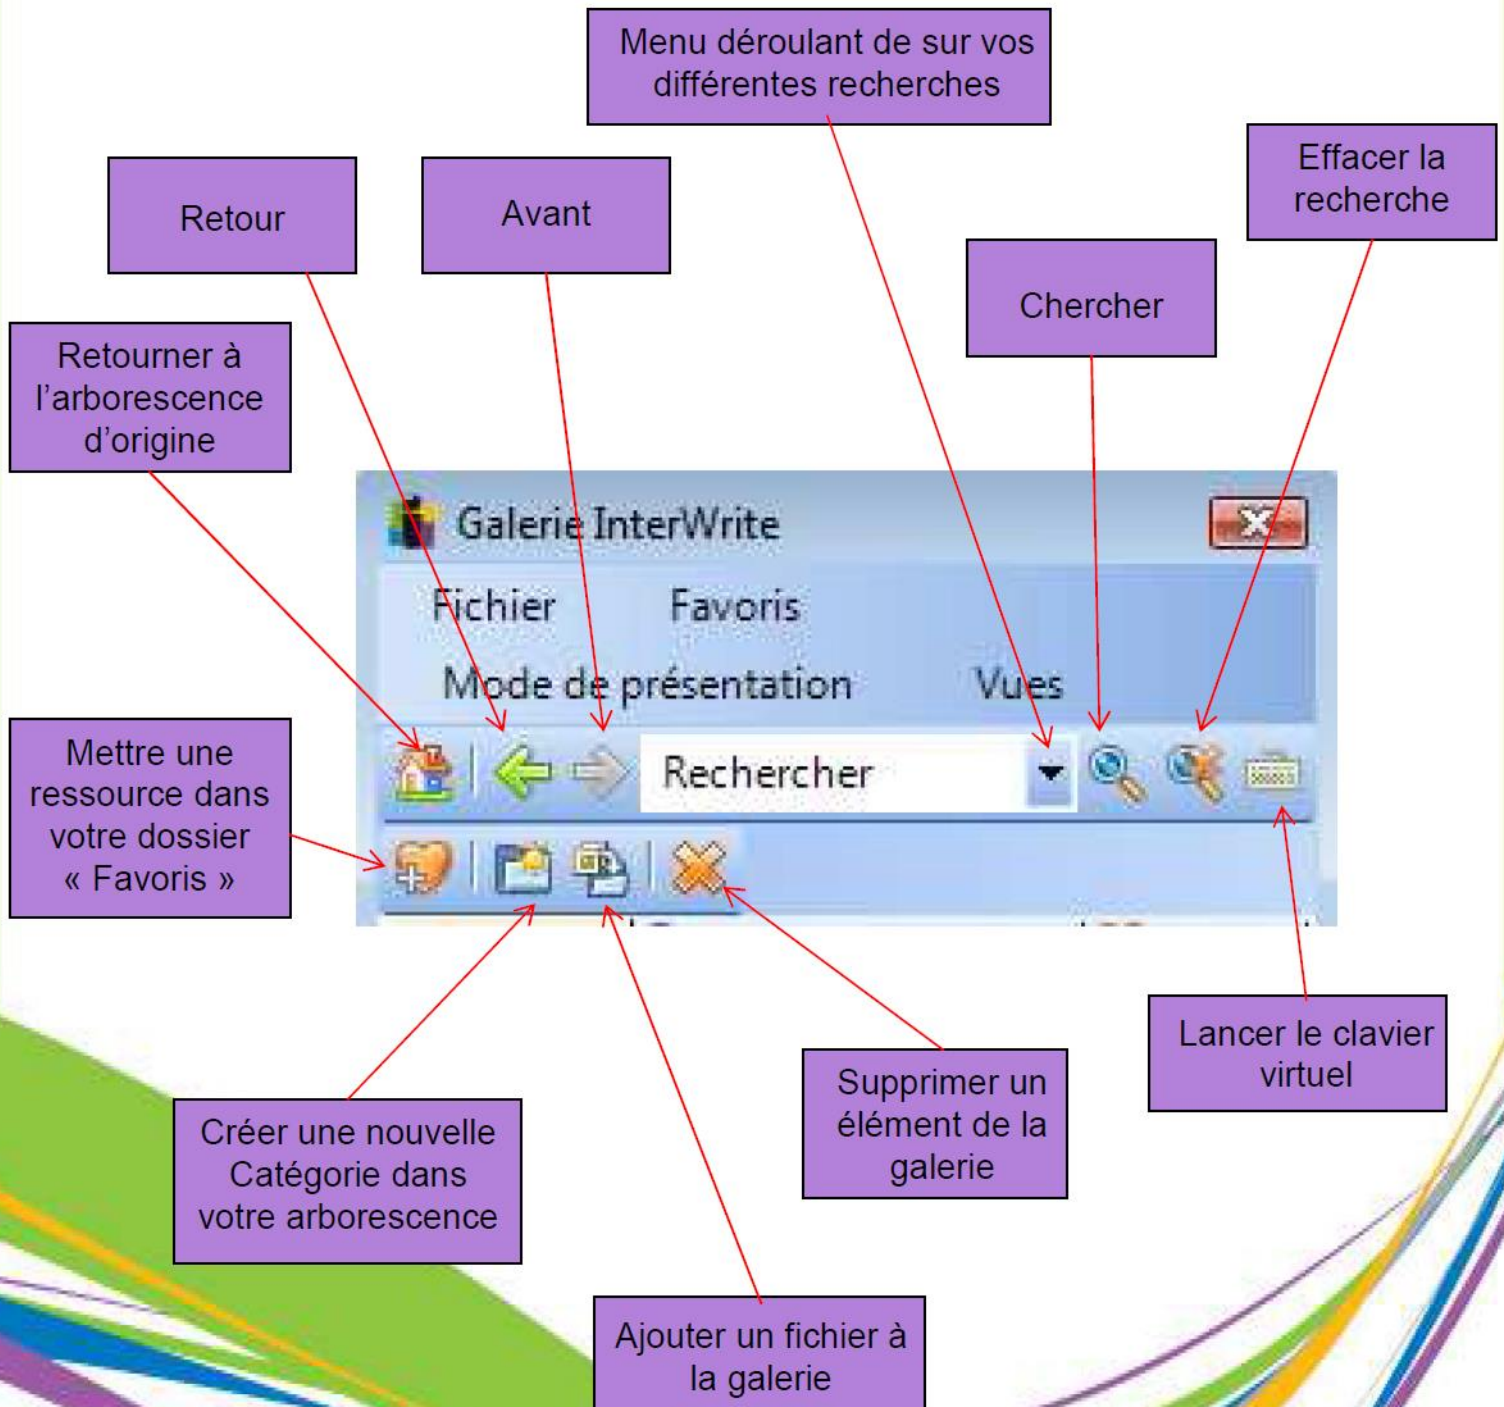 Menu déroulant de sur vos
différentes recherches
Effacer la
recherche
Retour
Avant
Chercher
Retourner à
l’arborescence
d’origine
Galerie InterWrite
Fichier
Favoris
Mode de présentation
Vues
Rechercher
Mettre une
ressource dans
votre dossier
« Favoris »
Lancer le clavier
virtuel
Supprimer un
élément de la
galerie
Créer une nouvelle
Catégorie dans
votre arborescence
Ajouter un fichier à
la galerie